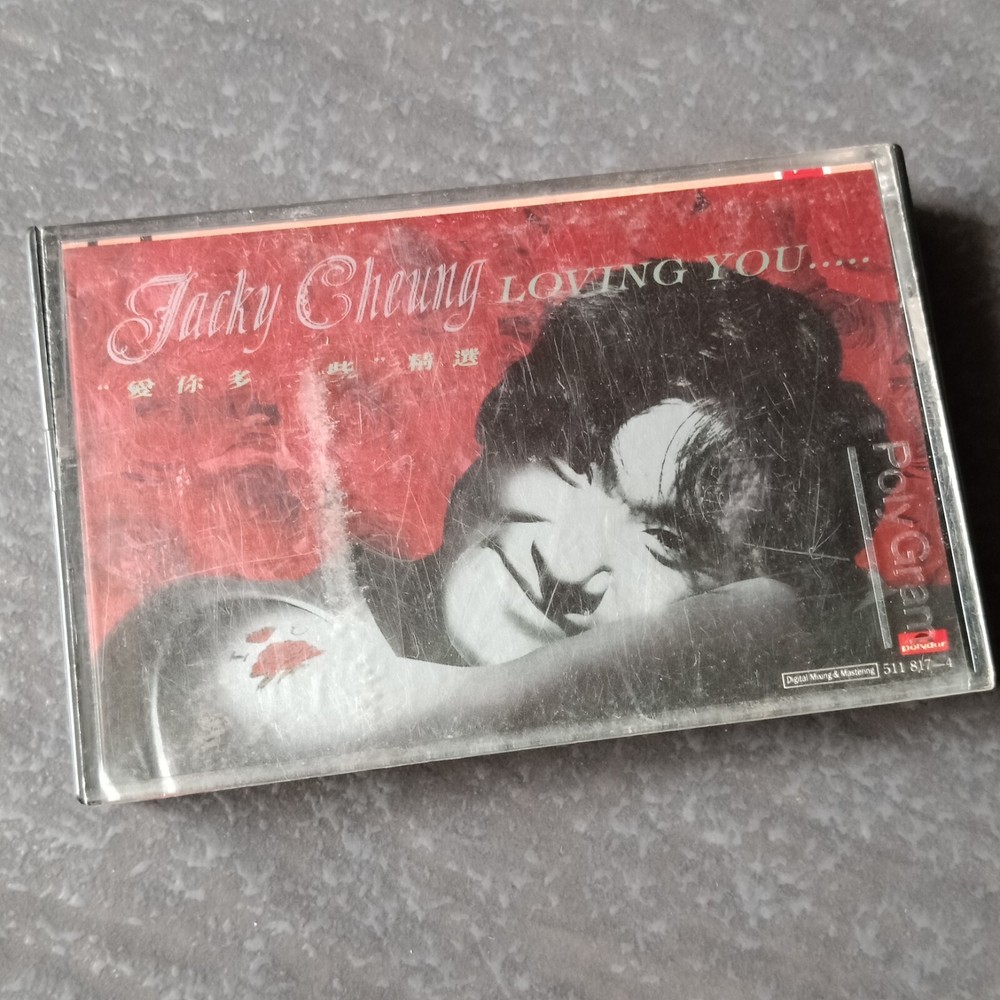 Jacky Cheung LOVING YOU.....
“愛你多一些”精選
PolyGram
polydor
Digital Mixing & Mastering 511 817-4